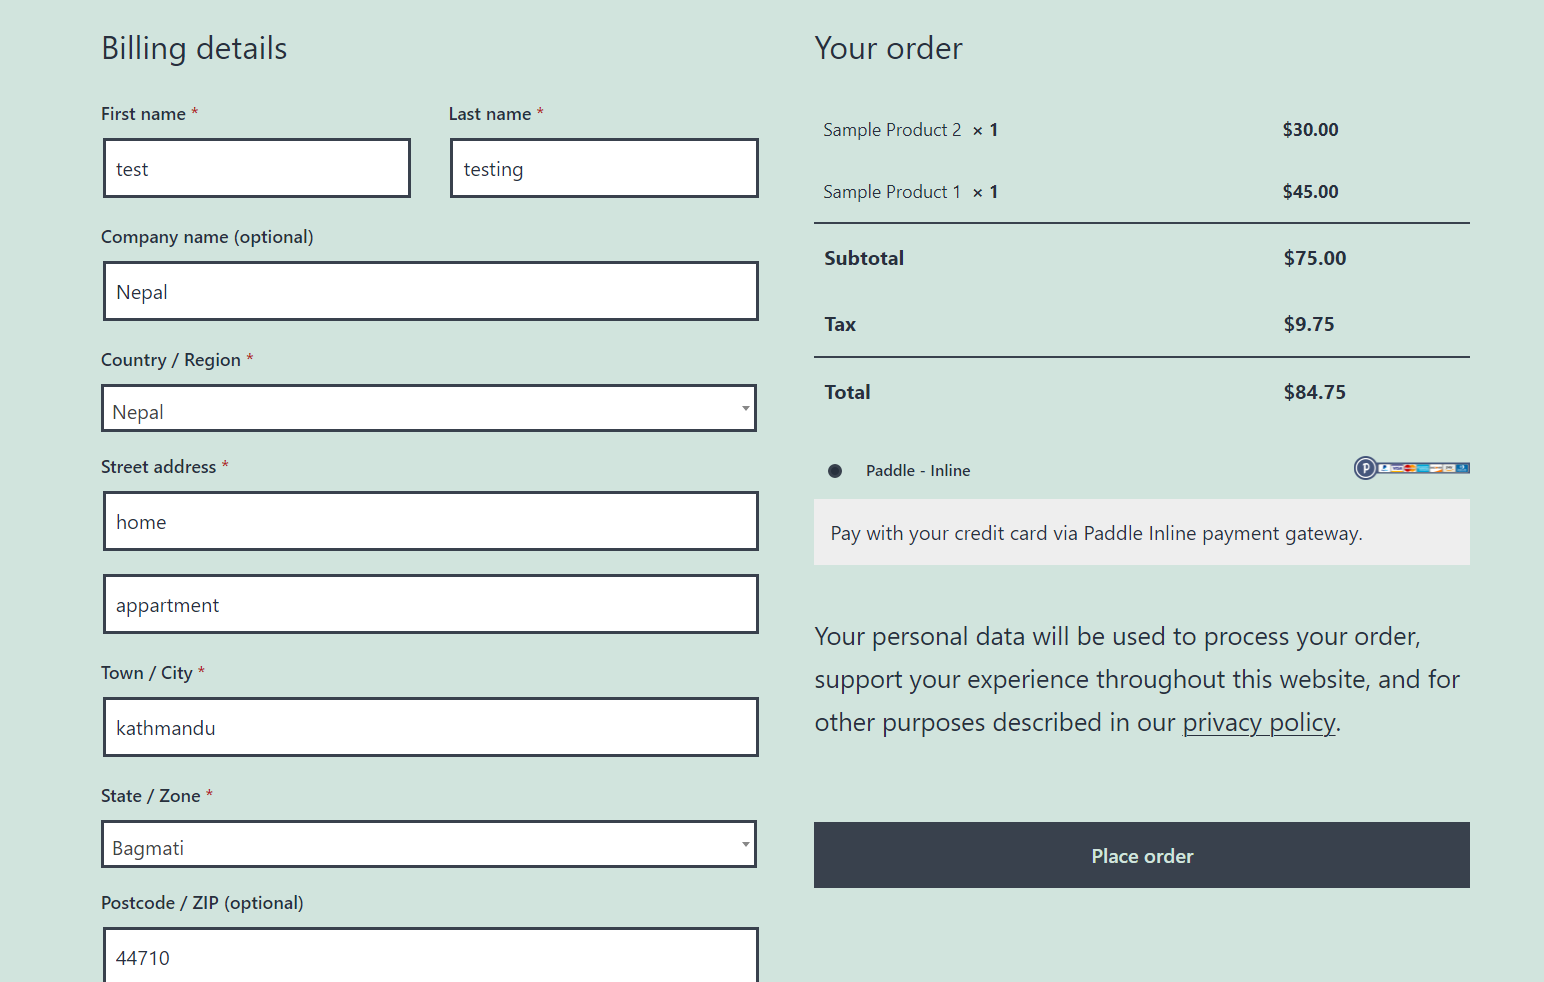 Billing details
First name * Last name *
test testing
Company name (optional)
Nepal
Country / Region *
Nepal
Street address *
home
appartment
Town / City *
kathmandu
State / Zone *
Bagmati
Postcode / ZIP (optional)
44710
Your order
Sample Product 2 × 1 $30.00
Sample Product 1 × 1 $45.00
Subtotal $75.00
Tax $9.75
Total $84.75
Paddle - Inline
Pay with your credit card via Paddle Inline payment gateway.
Your personal data will be used to process your order,
support your experience throughout this website, and for
other purposes described in our privacy policy.
Place order